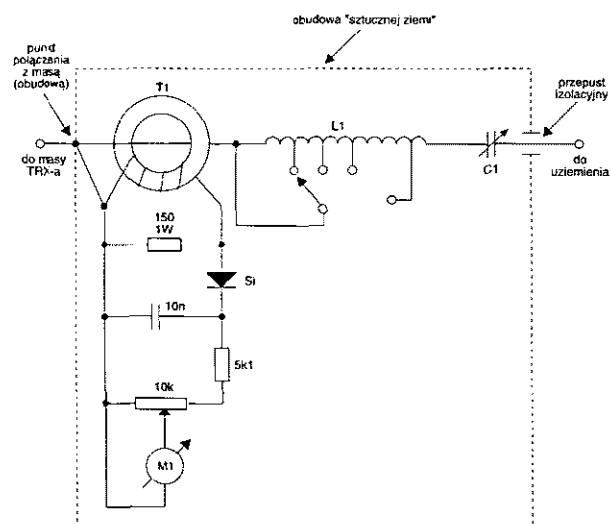 obudowa "sztucznej ziemi"
punkt
połączenia
z masą
(obudową)
przepust
izolacyjny
T1
L1
C1
do masy
TRX-a
do
uziemienia
150
1W
Si
10n
5k1
10k
M1